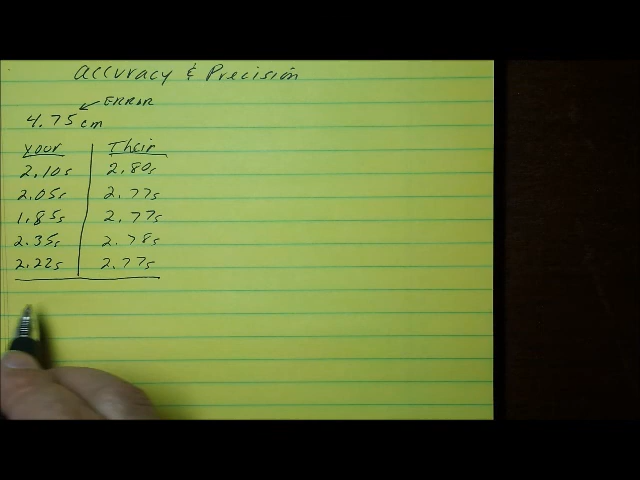 Accuracy & Precision
ERROR
4.75 cm
Your Their
2.10s 2.80s
2.05s 2.77s
1.85s 2.77s
2.35s 2.78s
2.22s 2.77s